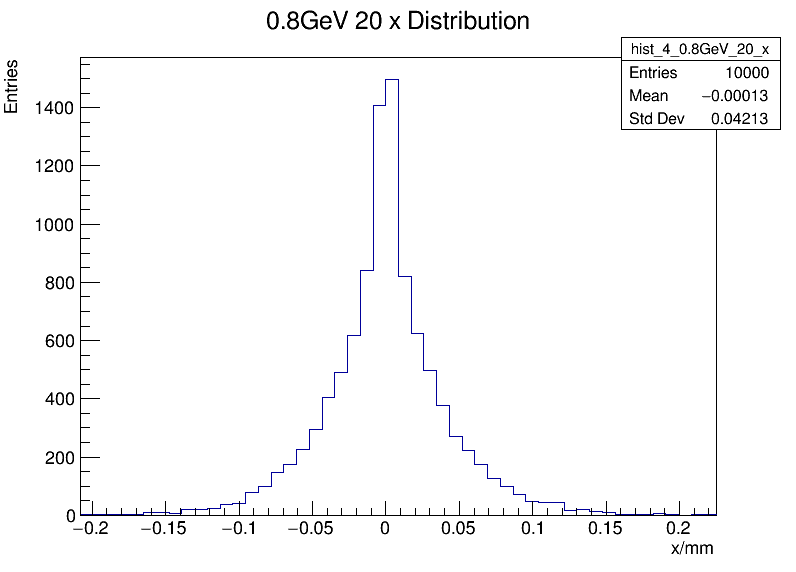 0.8GeV 20 x Distribution
hist_4_0.8GeV_20_x
Entries 10000
Mean −0.00013
Std Dev 0.04213
Entries
1400
1200
1000
800
600
400
200
0
−0.2 −0.15 −0.1 −0.05 0 0.05 0.1 0.15 0.2
x/mm